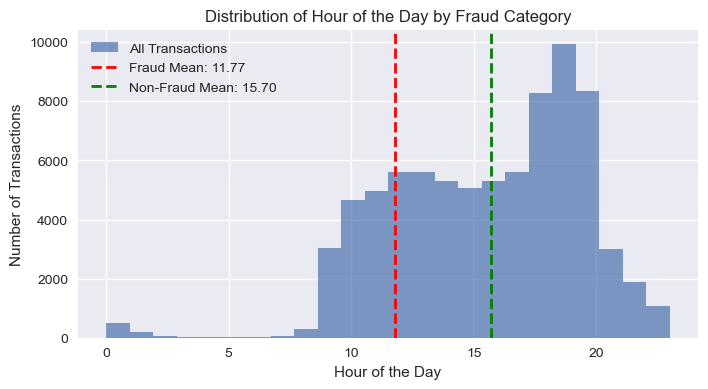 Distribution of Hour of the Day by Fraud Category
Number of Transactions
10000
8000
6000
4000
2000
0
All Transactions
Fraud Mean: 11.77
Non-Fraud Mean: 15.70
0 5 10 15 20
Hour of the Day